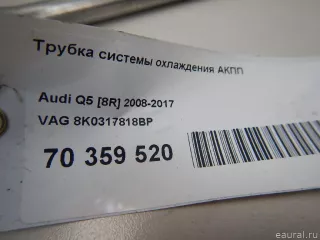 Трубка системы охлаждения АКПП
Audi Q5 [8R] 2008-2017
VAG 8K0317818BP
70 359 520
eaural.ru